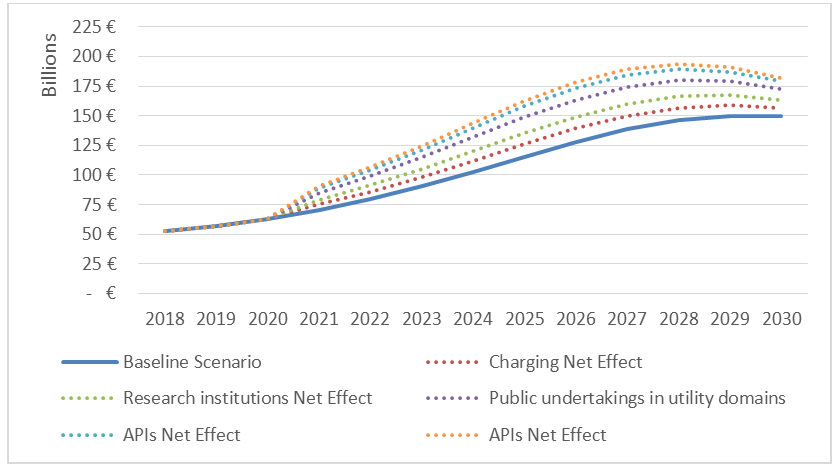 Billions
225 €
200 €
175 €
150 €
125 €
100 €
75 €
50 €
25 €
- €
2018 2019 2020 2021 2022 2023 2024 2025 2026 2027 2028 2029 2030
Baseline Scenario
Charging Net Effect
Research institutions Net Effect
Public undertakings in utility domains
APIs Net Effect
APIs Net Effect